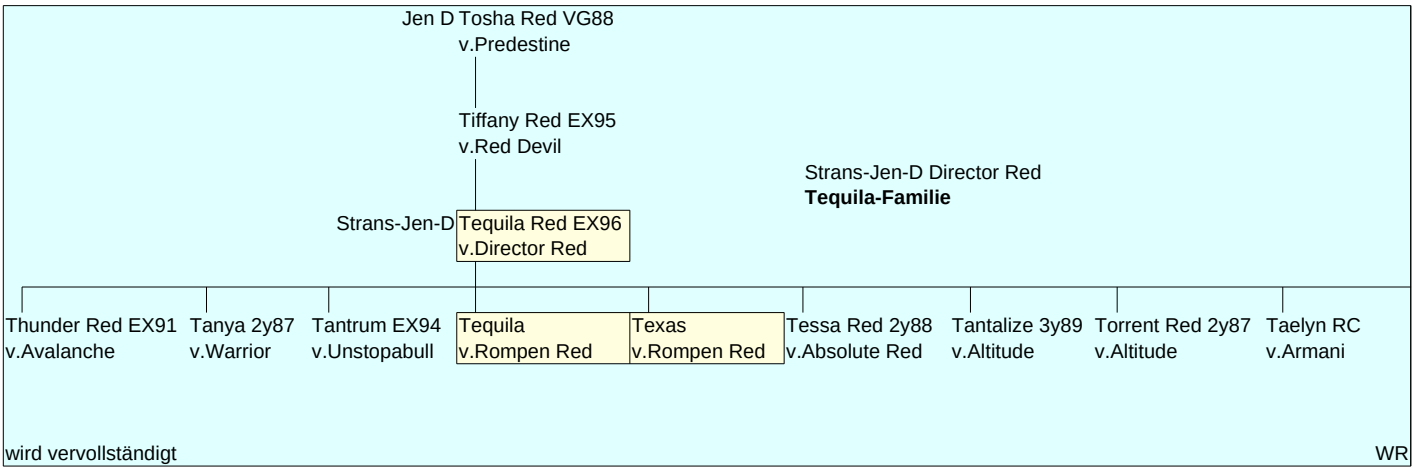 Jen D Tosha Red VG88
v.Predestine
Tiffany Red EX95
v.Red Devil
Strans-Jen-D Director Red
Tequila-Familie
Strans-Jen-D Tequila Red EX96
v.Director Red
Thunder Red EX91 Tanya 2y87 Tantrum EX94 Tequila Texas Tessa Red 2y88 Tantalize 3y89 Torrent Red 2y87 Taelyn RC
v.Avalanche v.Warrior v.Unstopabull v.Rompen Red v.Rompen Red v.Absolute Red v.Altitude v.Altitude v.Armani
wird vervollständigt WR